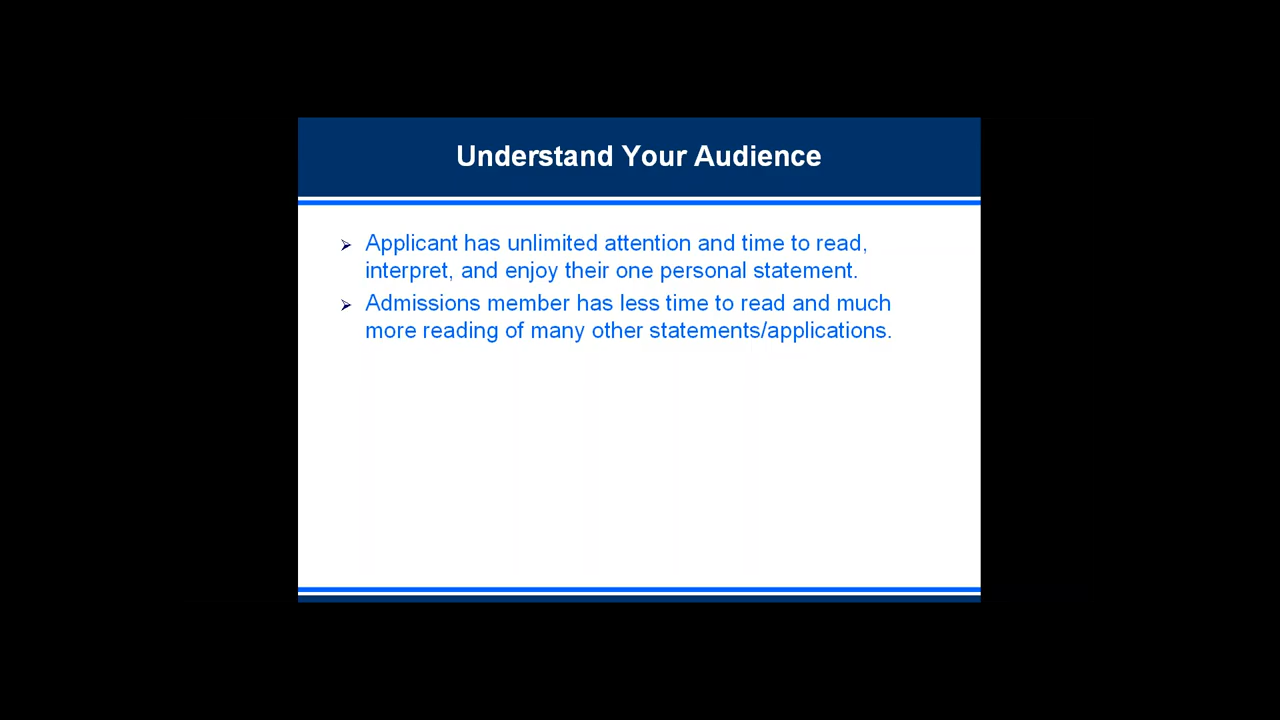 Understand Your Audience
Applicant has unlimited attention and time to read,
interpret, and enjoy their one personal statement.
Admissions member has less time to read and much
more reading of many other statements/applications.